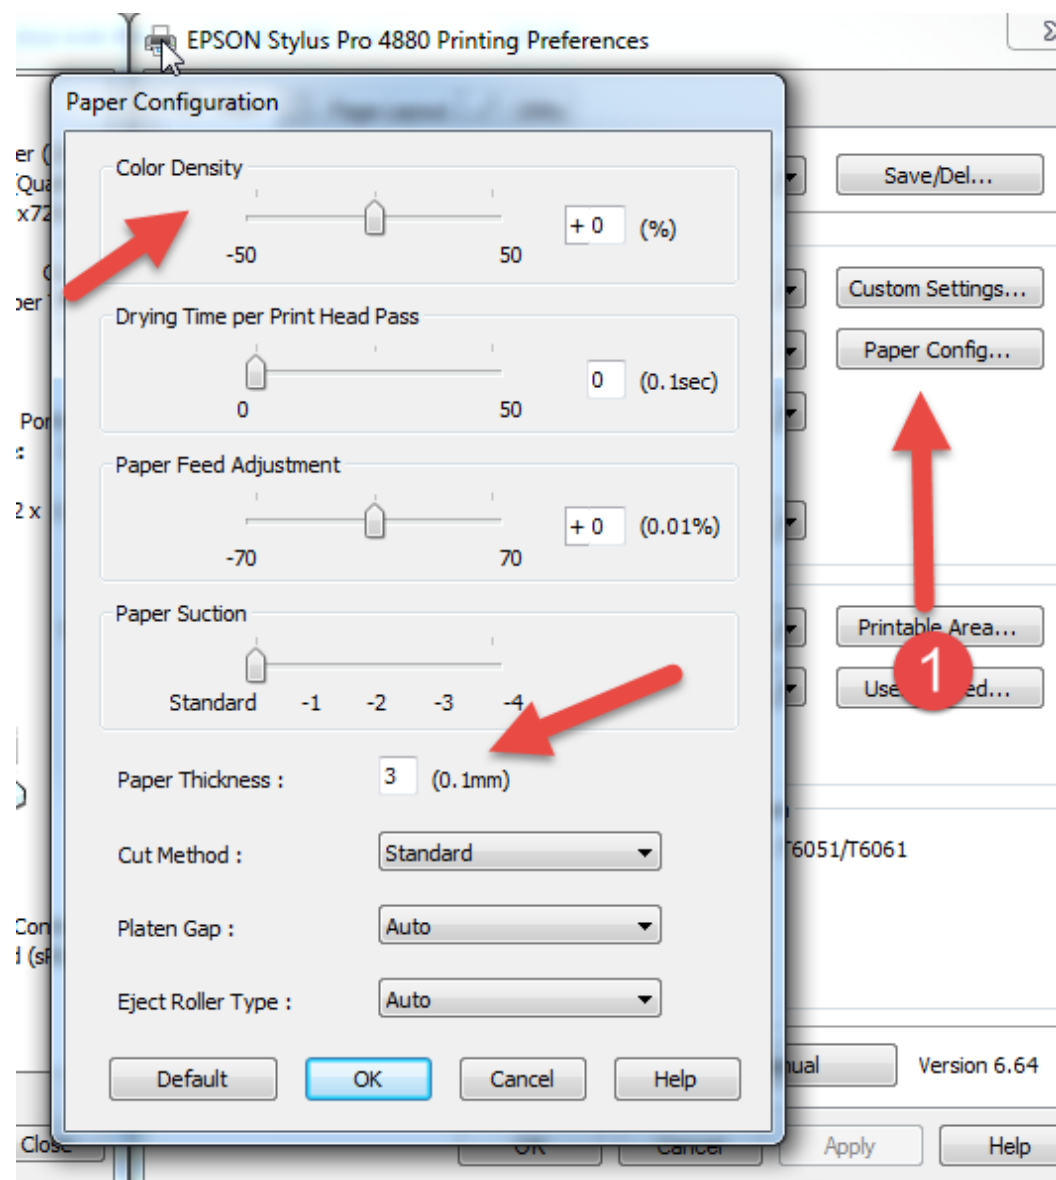 EPSON Stylus Pro 4880 Printing Preferences
Paper Configuration
Color Density
-50 50
+ 0 (%)
Drying Time per Print Head Pass
0 50
0 (0.1sec)
Paper Feed Adjustment
-70 70
+ 0 (0.01%)
Paper Suction
Standard -1 -2 -3 -4
Paper Thickness : 3 (0.1mm)
Cut Method : Standard
Platen Gap : Auto
Eject Roller Type : Auto
Default OK Cancel Help
Save/Del...
Custom Settings...
Paper Config...
Printable Area...
1
T6051/T6061
Version 6.64
Close OK Cancel Apply Help